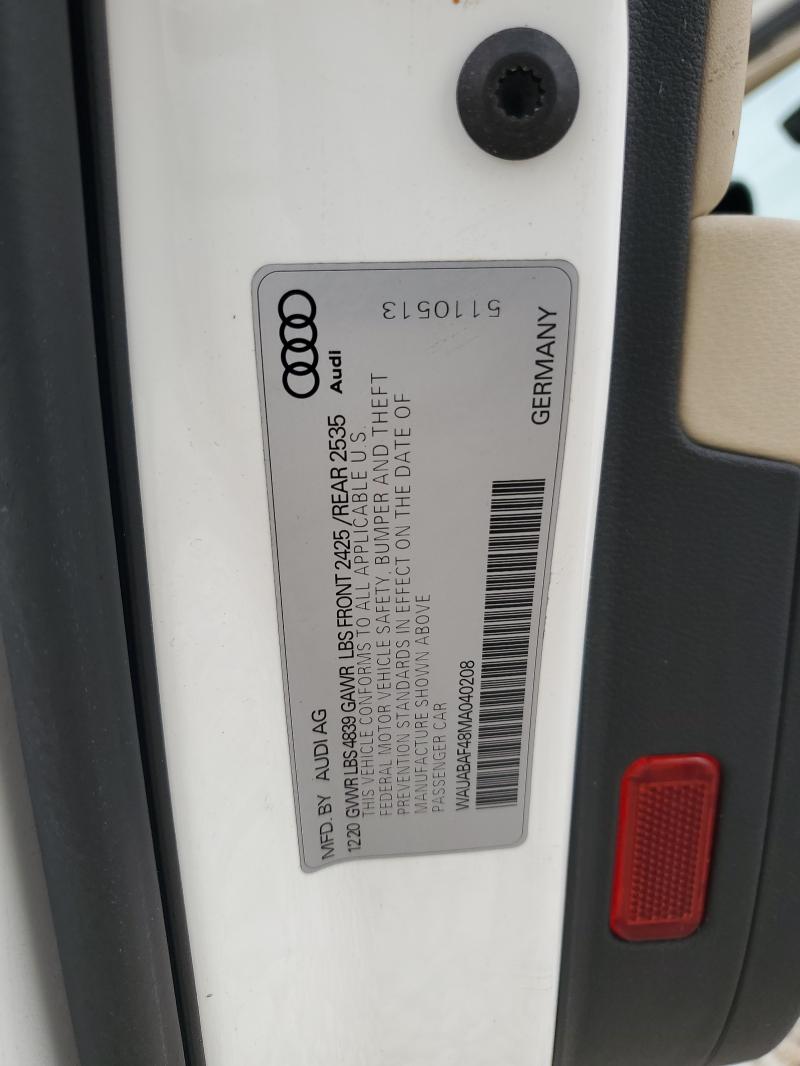 Audi
MFD. BY AUDI AG
12.20 GVWR LBS 4839 GAWR LBS FRONT 2425 / REAR 2535
THIS VEHICLE CONFORMS TO ALL APPLICABLE U.S.
FEDERAL MOTOR VEHICLE SAFETY, BUMPER AND THEFT
PREVENTION STANDARDS IN EFFECT ON THE DATE OF
MANUFACTURE SHOWN ABOVE
PASSENGER CAR
WAUABAF48MA040208
GERMANY
5110513